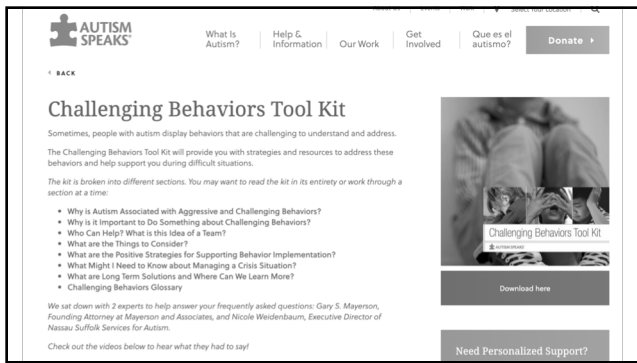 Select Your Location
AUTISM
SPEAKS®
What Is
Autism?
Help &
Information
Our Work
Get
Involved
Que es el
autismo?
Donate
BACK
Challenging Behaviors Tool Kit
Sometimes, people with autism display behaviors that are challenging to understand and address.
The Challenging Behaviors Tool Kit will provide you with strategies and resources to address these
behaviors and help support you during difficult situations.
The kit is broken into different sections. You may want to read the kit in its entirety or work through a
section at a time:
• Why is Autism Associated with Aggressive and Challenging Behaviors?
• Why is it Important to Do Something about Challenging Behaviors?
• Who Can Help? What is this Idea of a Team?
• What are the Things to Consider?
• What are the Positive Strategies for Supporting Behavior Implementation?
• What Might I Need to Know about Managing a Crisis Situation?
• What are Long Term Solutions and Where Can We Learn More?
• Challenging Behaviors Glossary
We sat down with 2 experts to help answer your frequently asked questions: Gary S. Mayerson,
Founding Attorney at Mayerson and Associates, and Nicole Weidenbaum, Executive Director of
Nassau Suffolk Services for Autism.
Check out the videos below to hear what they had to say!
Challenging Behaviors Tool Kit
AUTISM SPEAKS
Download here
Need Personalized Support?